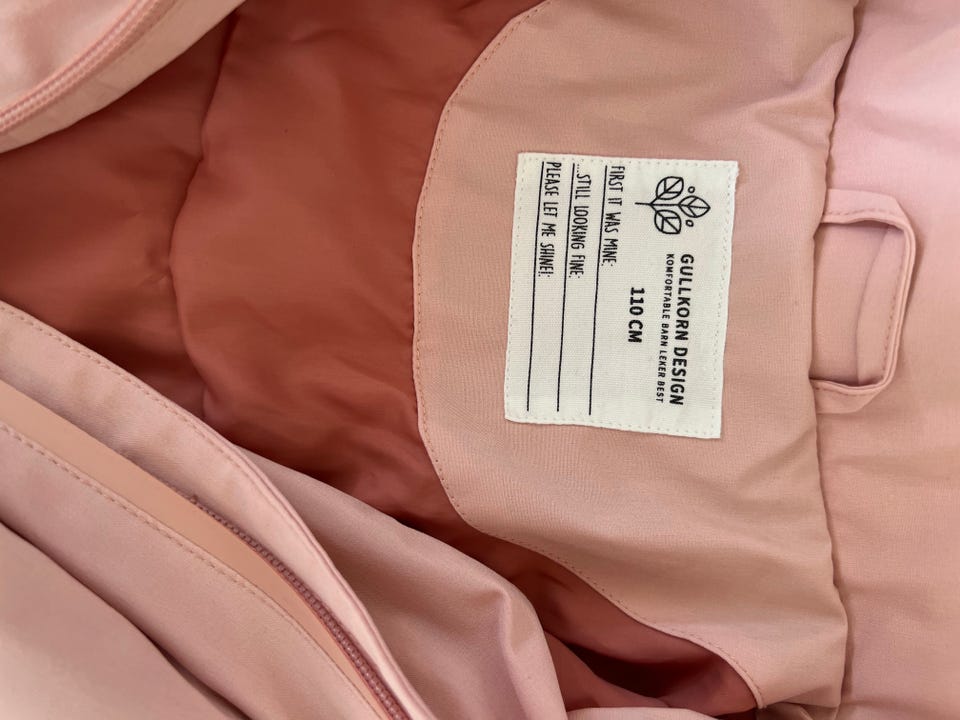 GULLKORN DESIGN
KOMFORTABLE BARN LEKER BEST
110 CM
FIRST IT WAS MINE:
...STILL LOOKING FINE:
PLEASE LET ME SHINE!: